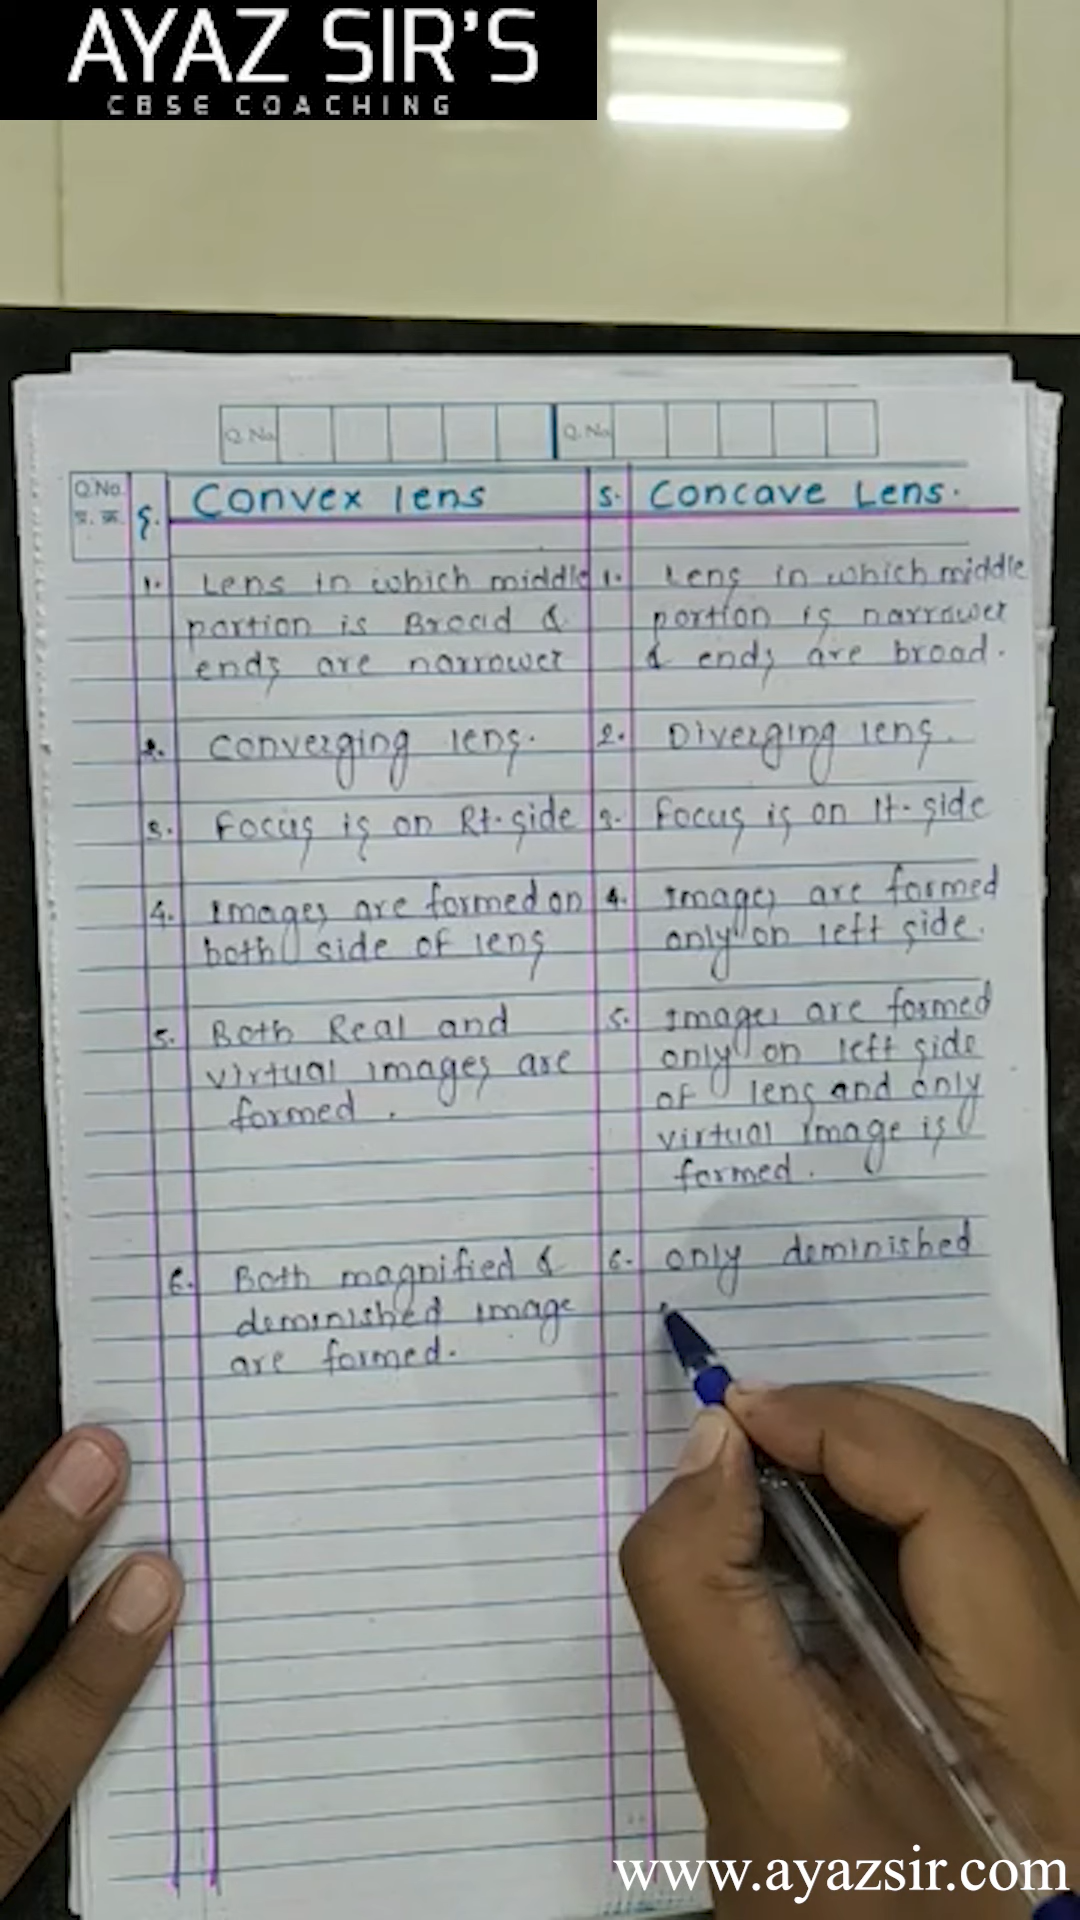 AYAZ SIR'S
CBSE COACHING
Q.No.
Q.No.
Q.No.
प्र. क्र.
S.
Convex lens
1. Lens in which middle
portion is Broad &
ends are narrower
2. Converging lens.
3. Focus is on Rt. side
4. Images are formed on
both side of lens
5. Both Real and
virtual images are
formed.
6. Both magnified &
deminished image
are formed.
S. Concave Lens.
1. Lens in which middle
portion is narrower
& ends are broad.
2. Diverging lens.
3. Focus is on lt. side
4. Images are formed
only on left side.
5. Images are formed
only on left side
of lens and only
virtual image is
formed.
6. only deminished
www.ayazsir.com